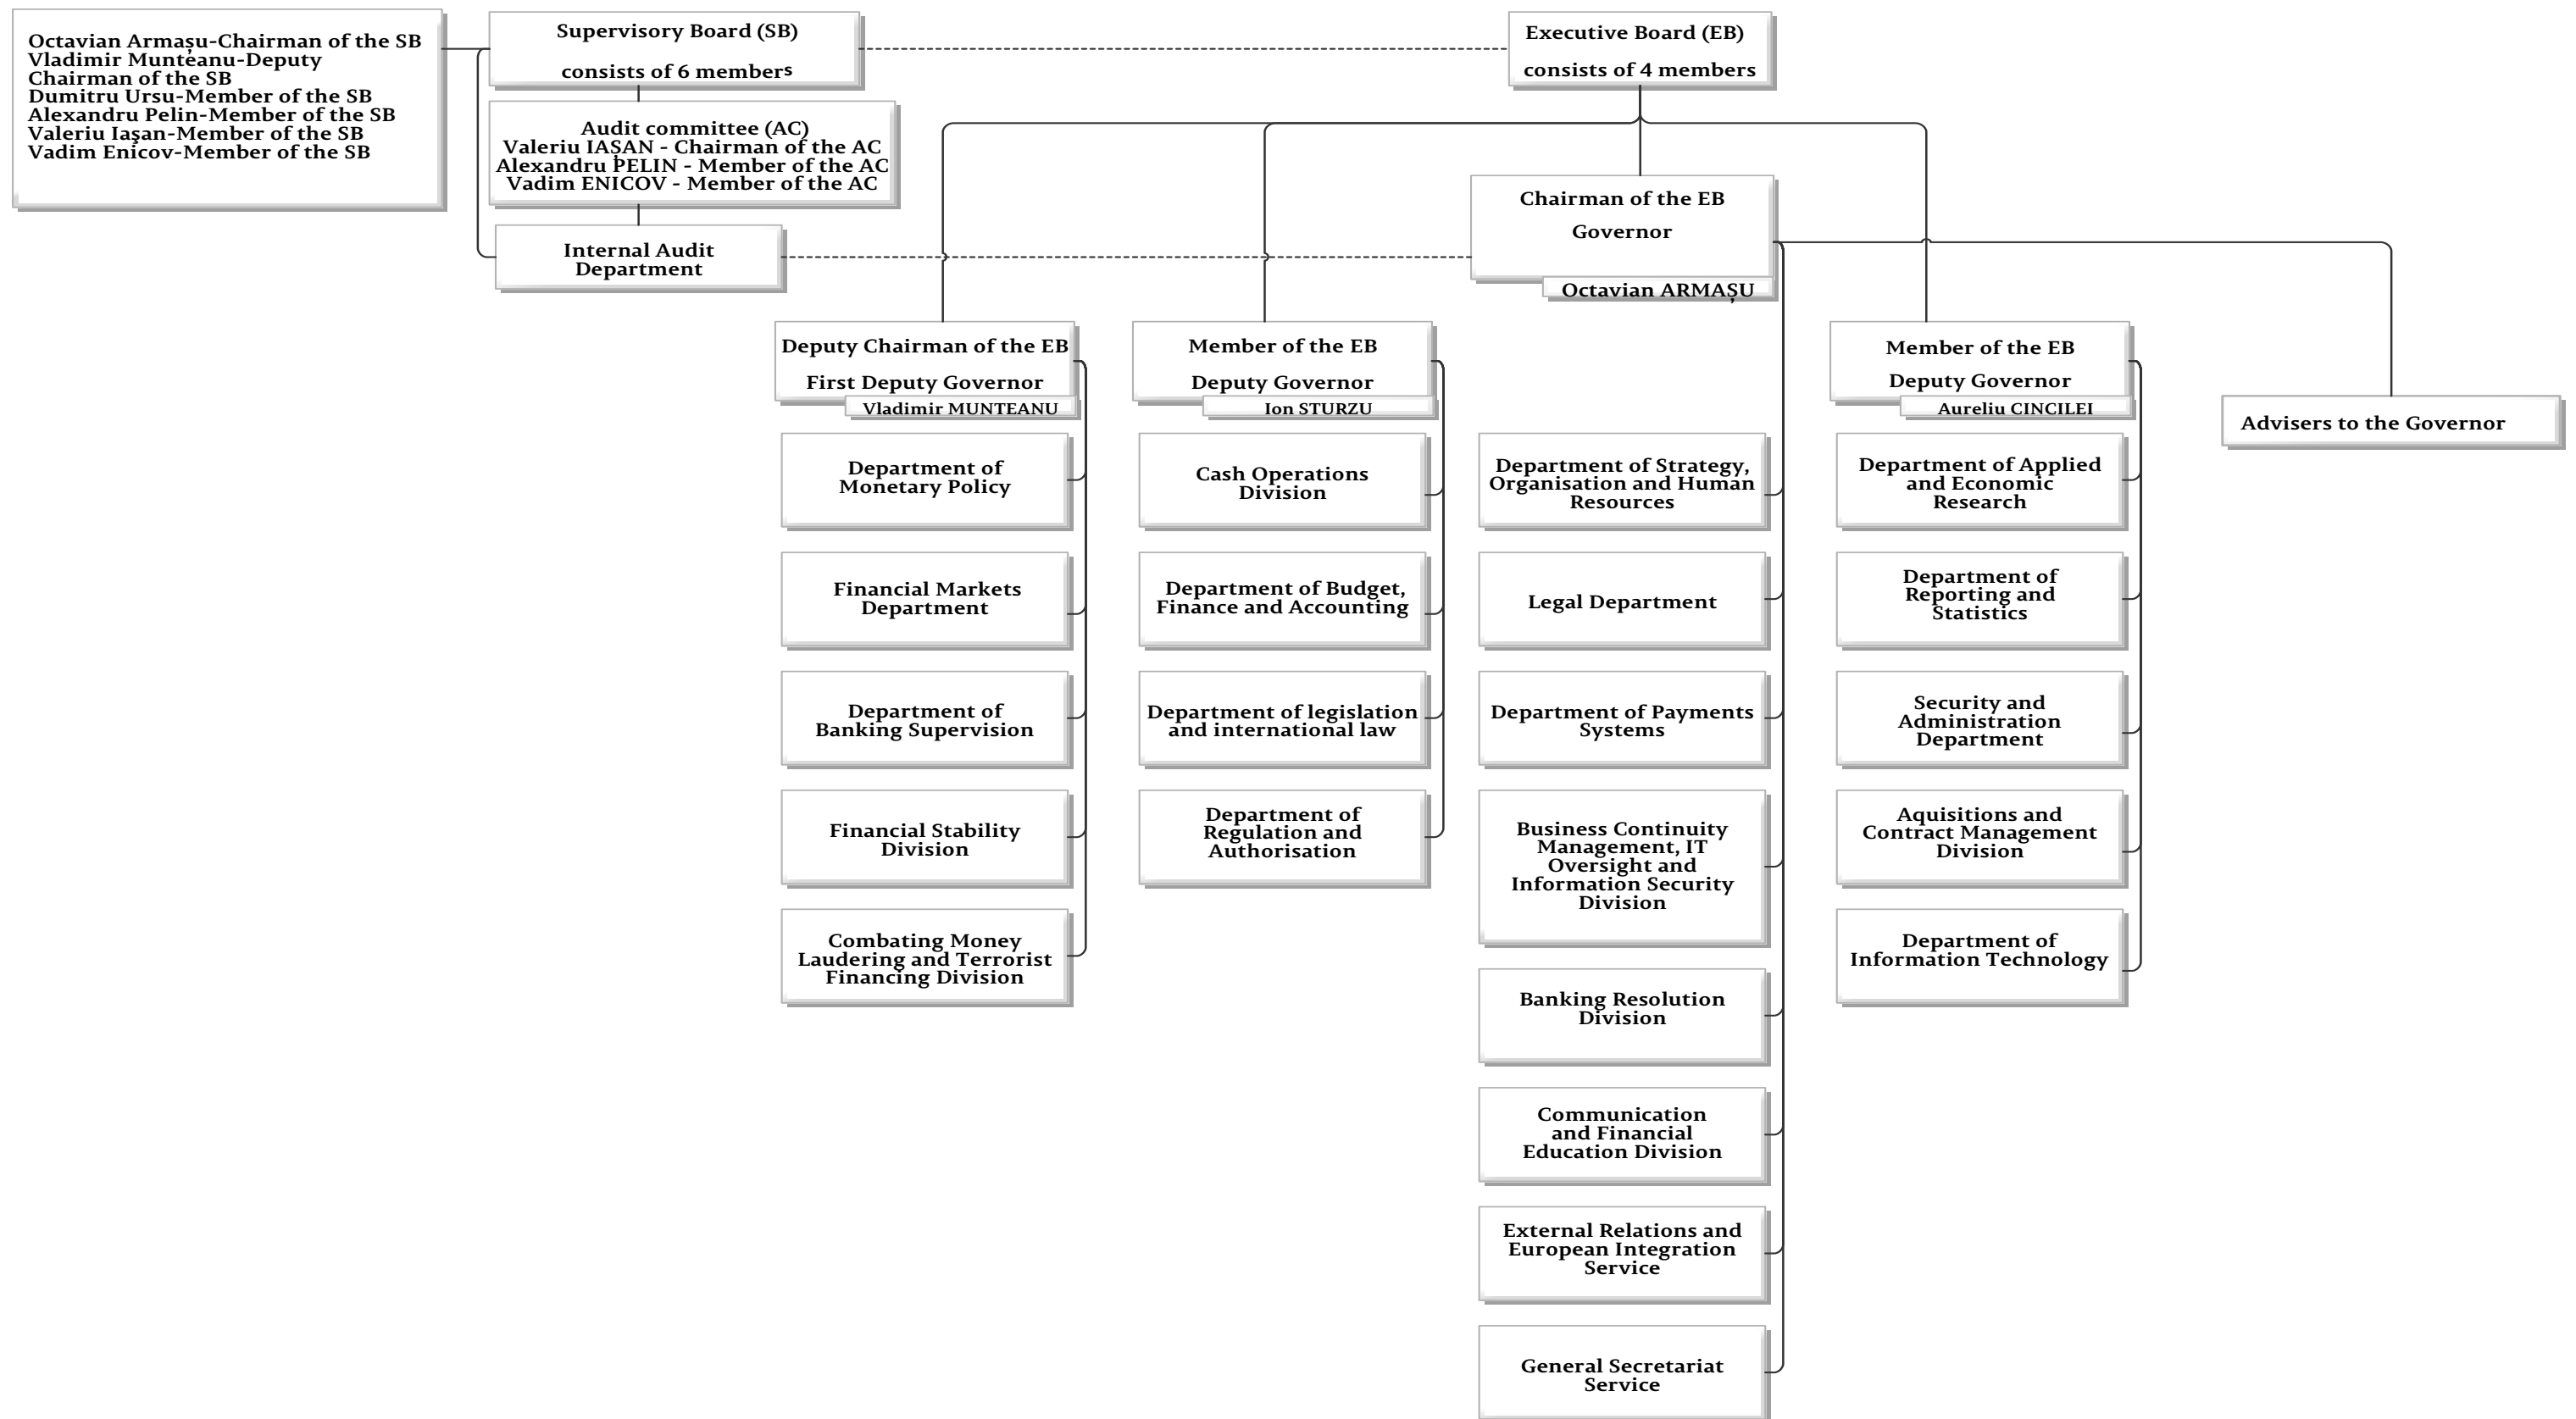 Octavian Armașu-Chairman of the SB
Vladimir Munteanu-Deputy
Chairman of the SB
Dumitru Ursu-Member of the SB
Alexandru Pelin-Member of the SB
Valeriu Iaşan-Member of the SB
Vadim Enicov-Member of the SB
Supervisory Board (SB)
consists of 6 members
Executive Board (EB)
consists of 4 members
Audit committee (AC)
Valeriu IAȘAN - Chairman of the AC
Alexandru PELIN - Member of the AC
Vadim ENICOV - Member of the AC
Internal Audit
Department
Chairman of the EB
Governor
Octavian ARMAȘU
Deputy Chairman of the EB
First Deputy Governor
Vladimir MUNTEANU
Member of the EB
Deputy Governor
Ion STURZU
Member of the EB
Deputy Governor
Aureliu CINCILEI
Advisers to the Governor
Department of
Monetary Policy
Financial Markets
Department
Department of
Banking Supervision
Financial Stability
Division
Combating Money
Laudering and Terrorist
Financing Division
Cash Operations
Division
Department of Budget,
Finance and Accounting
Department of legislation
and international law
Department of
Regulation and
Authorisation
Department of Strategy,
Organisation and Human
Resources
Legal Department
Department of Payments
Systems
Business Continuity
Management, IT
Oversight and
Information Security
Division
Banking Resolution
Division
Communication
and Financial
Education Division
External Relations and
European Integration
Service
General Secretariat
Service
Department of Applied
and Economic
Research
Department of
Reporting and
Statistics
Security and
Administration
Department
Aquisitions and
Contract Management
Division
Department of
Information Technology